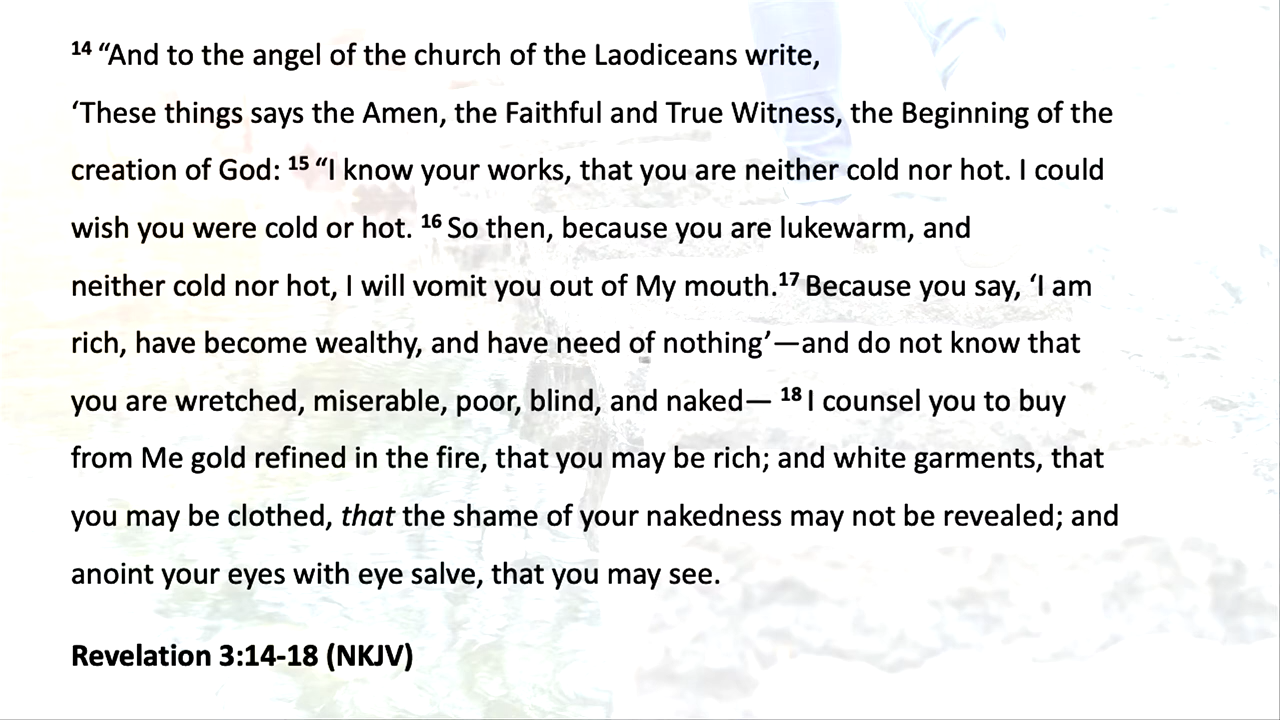 14 “And to the angel of the church of the Laodiceans write,
‘These things says the Amen, the Faithful and True Witness, the Beginning of the
creation of God: 15 “I know your works, that you are neither cold nor hot. I could
wish you were cold or hot. 16 So then, because you are lukewarm, and
neither cold nor hot, I will vomit you out of My mouth.17 Because you say, ‘I am
rich, have become wealthy, and have need of nothing’—and do not know that
you are wretched, miserable, poor, blind, and naked— 18 I counsel you to buy
from Me gold refined in the fire, that you may be rich; and white garments, that
you may be clothed, that the shame of your nakedness may not be revealed; and
anoint your eyes with eye salve, that you may see.
Revelation 3:14-18 (NKJV)